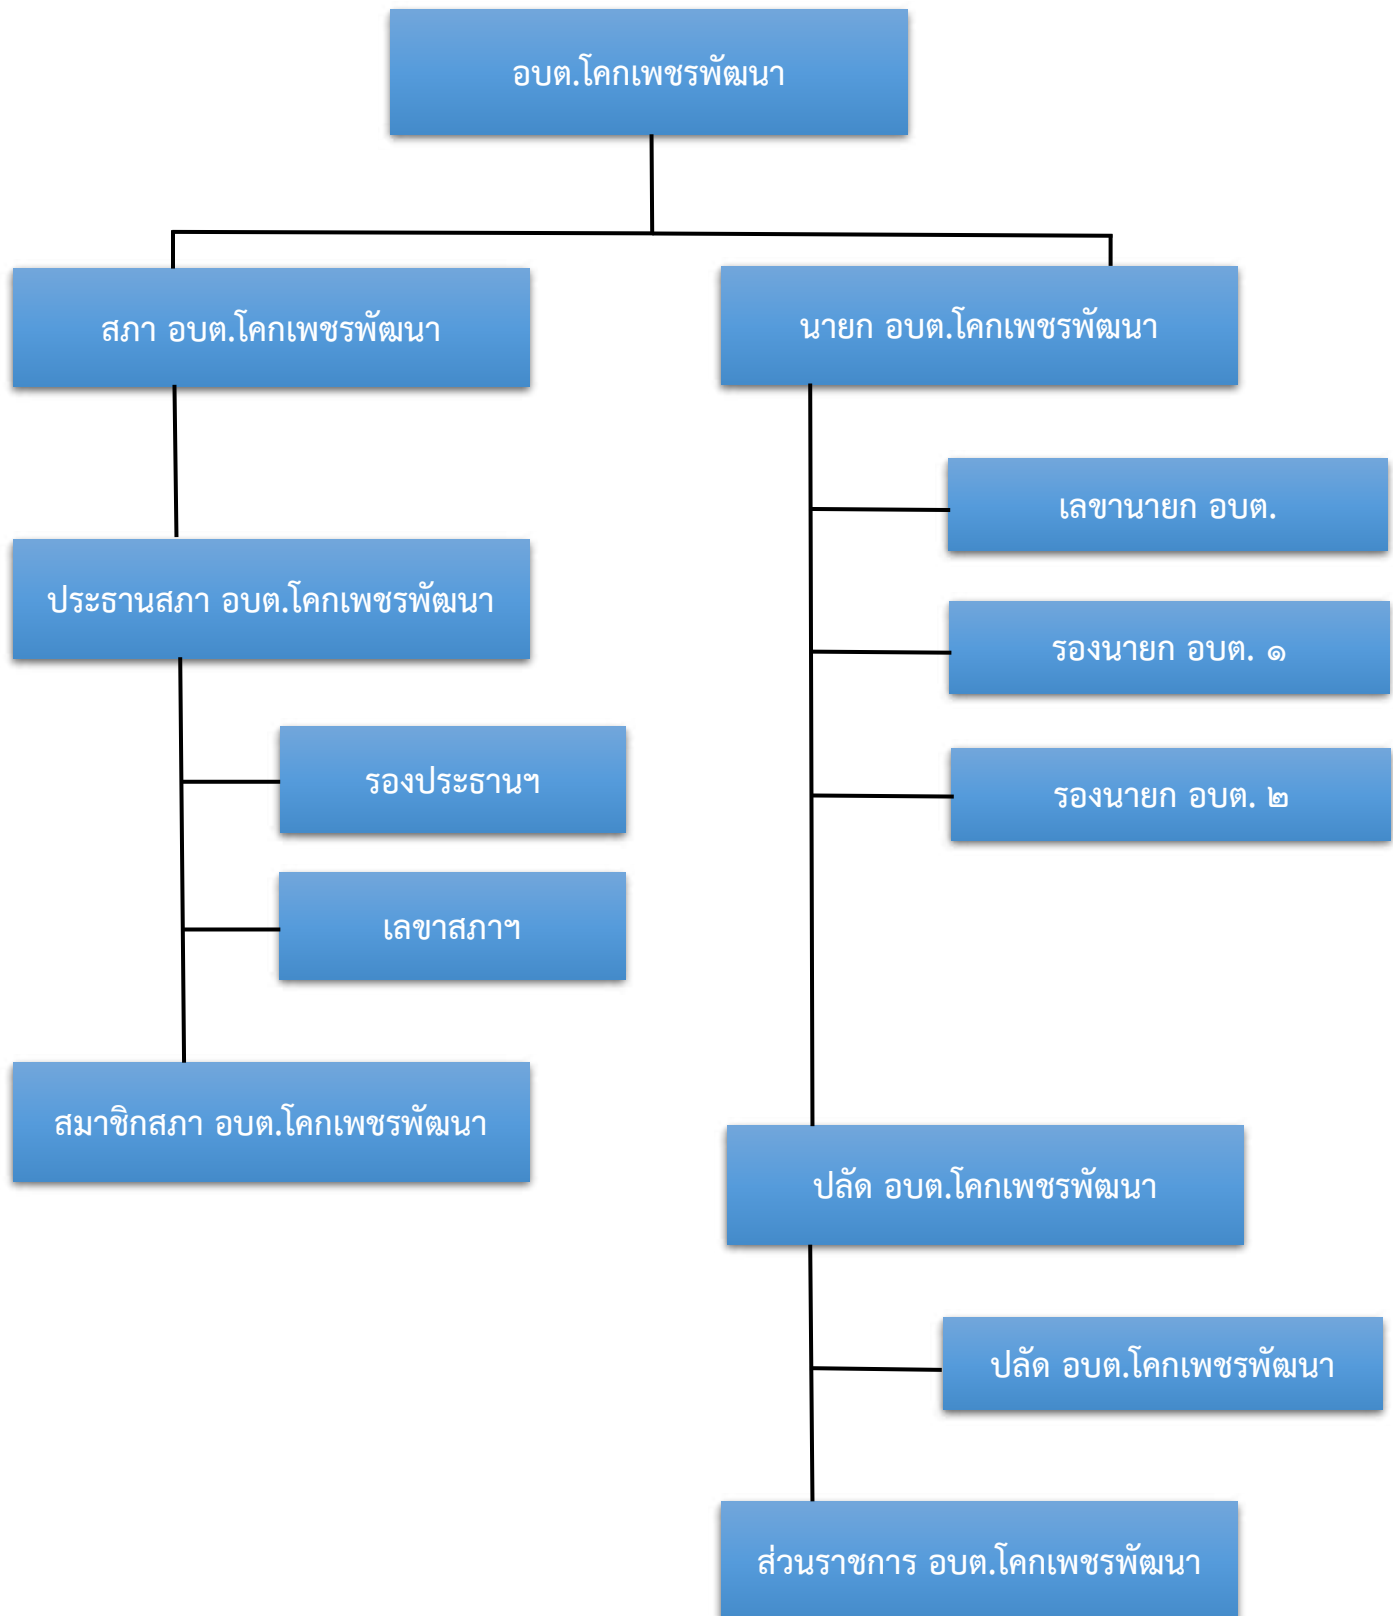 อบต.โคกเพชรพัฒนา
สภา อบต.โคกเพชรพัฒนา
นายก อบต.โคกเพชรพัฒนา
เลขานายก อบต.
ประธานสภา อบต.โคกเพชรพัฒนา
รองนายก อบต. ๑
รองประธานฯ
รองนายก อบต. ๒
เลขาสภาฯ
สมาชิกสภา อบต.โคกเพชรพัฒนา
ปลัด อบต.โคกเพชรพัฒนา
ปลัด อบต.โคกเพชรพัฒนา
ส่วนราชการ อบต.โคกเพชรพัฒนา